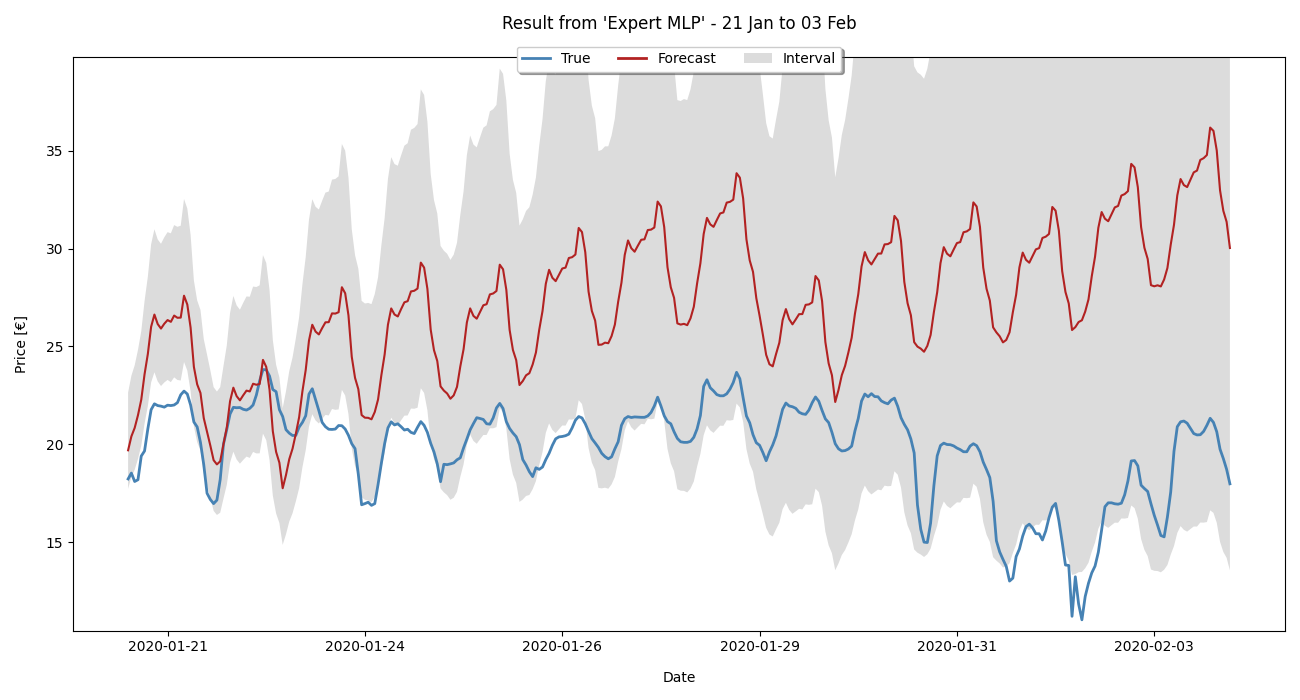 Result from 'Expert MLP' - 21 Jan to 03 Feb
True Forecast Interval
35
30
25
20
15
Price [€]
2020-01-21 2020-01-24 2020-01-26 2020-01-29 2020-01-31 2020-02-03
Date